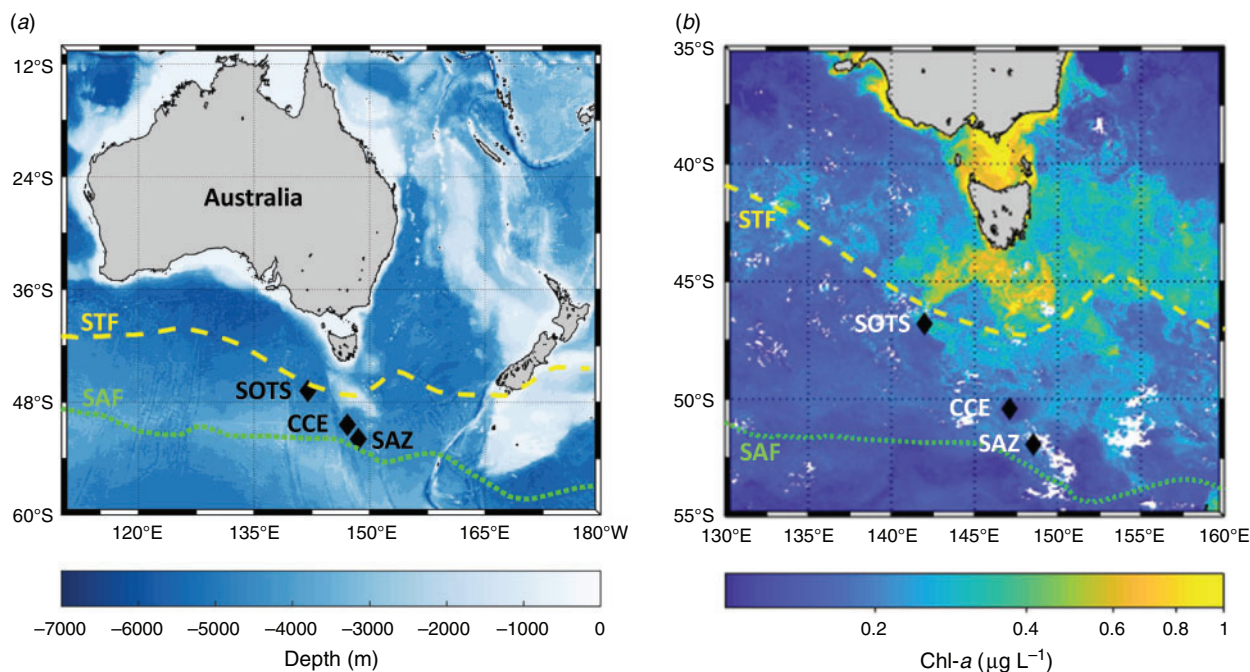 (a)
12°S
24°S
36°S
48°S
60°S
Australia
STF
SOTS
CCE
SAZ
SAF
120°E 135°E 150°E 165°E 180°W
–7000 –6000 –5000 –4000 –3000 –2000 –1000 0
Depth (m)
(b)
35°S
40°S
45°S
50°S
55°S
STF
SOTS
CCE
SAZ
SAF
130°E 135°E 140°E 145°E 150°E 155°E 160°E
0.2 0.4 0.6 0.8 1
Chl-a (µg L⁻¹)